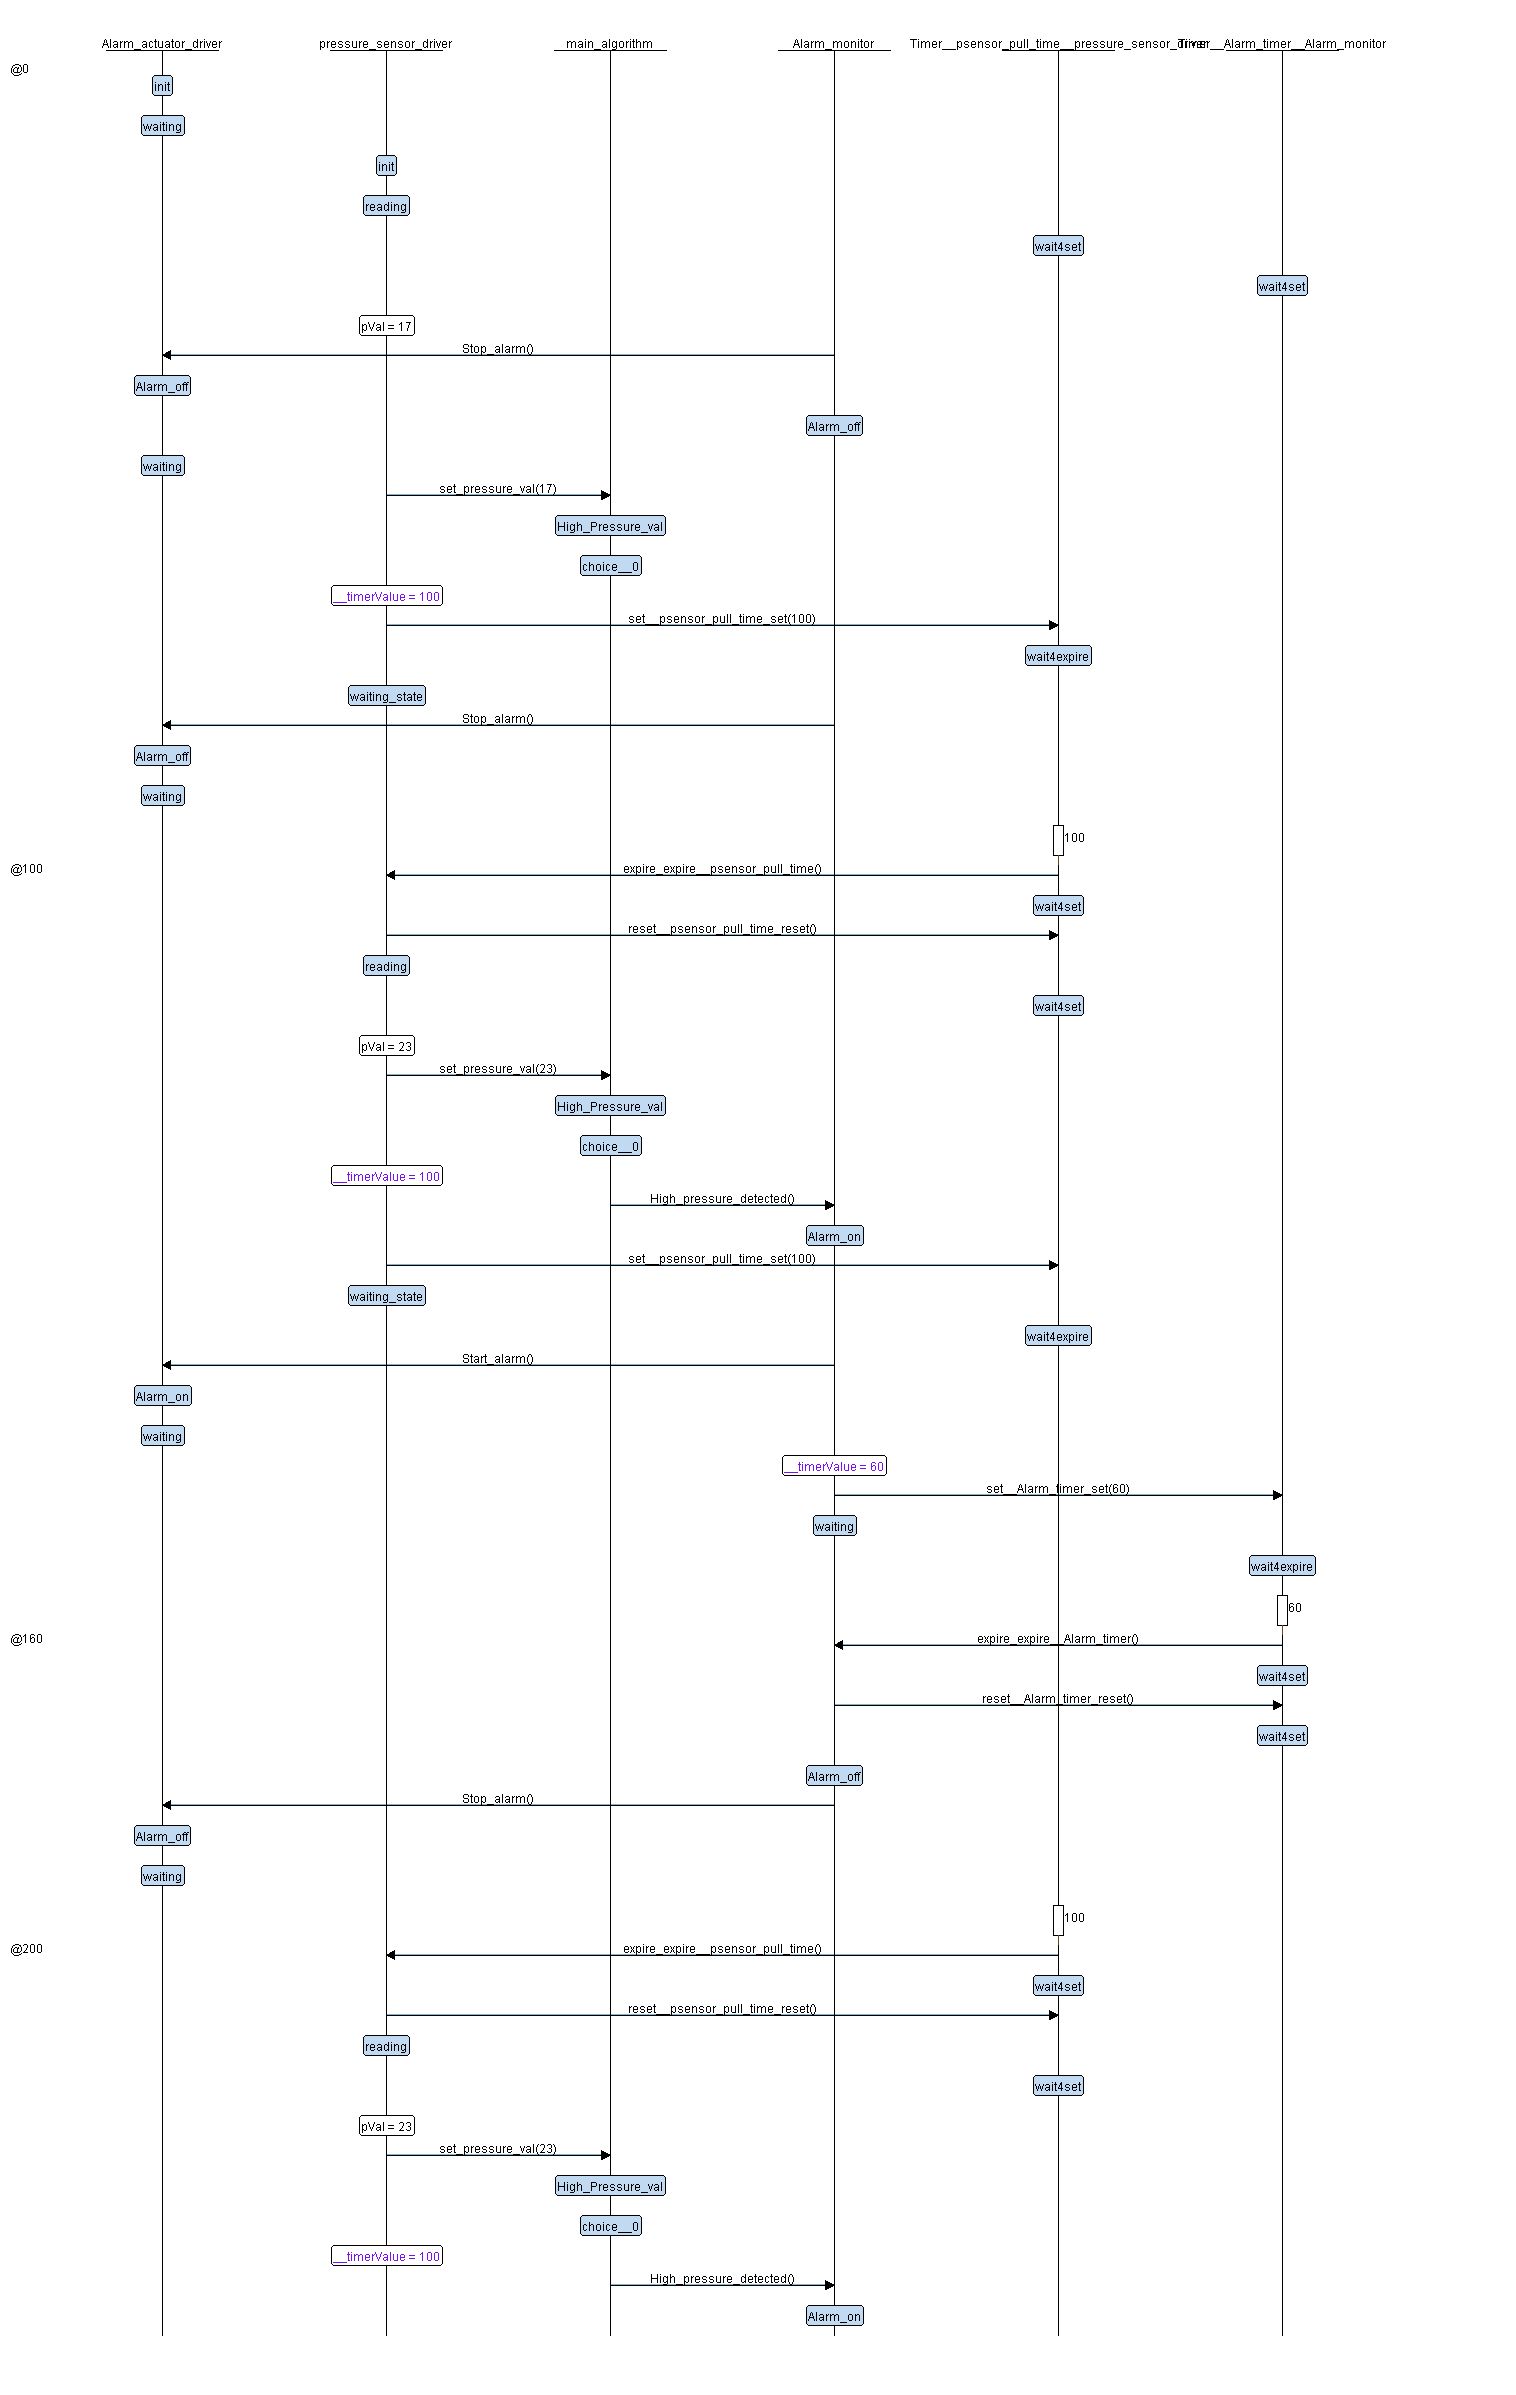 Alarm_actuator_driver
pressure_sensor_driver
main_algorithm
Alarm_monitor
Timer__psensor_pull_time__pressure_sensor_driver
Timer__Alarm_timer__Alarm_monitor
@0
init
waiting
init
reading
wait4set
wait4set
pVal = 17
Stop_alarm()
Alarm_off
Alarm_off
waiting
set_pressure_val(17)
High_Pressure_val
choice__0
__timerValue = 100
set__psensor_pull_time_set(100)
wait4expire
waiting_state
Stop_alarm()
Alarm_off
waiting
100
@100
expire_expire__psensor_pull_time()
wait4set
reset__psensor_pull_time_reset()
reading
wait4set
pVal = 23
set_pressure_val(23)
High_Pressure_val
choice__0
__timerValue = 100
High_pressure_detected()
Alarm_on
set__psensor_pull_time_set(100)
waiting_state
wait4expire
Start_alarm()
Alarm_on
waiting
__timerValue = 60
set__Alarm_timer_set(60)
waiting
wait4expire
60
@160
expire_expire__Alarm_timer()
wait4set
reset__Alarm_timer_reset()
wait4set
Alarm_off
Stop_alarm()
Alarm_off
waiting
100
@200
expire_expire__psensor_pull_time()
wait4set
reset__psensor_pull_time_reset()
reading
wait4set
pVal = 23
set_pressure_val(23)
High_Pressure_val
choice__0
__timerValue = 100
High_pressure_detected()
Alarm_on